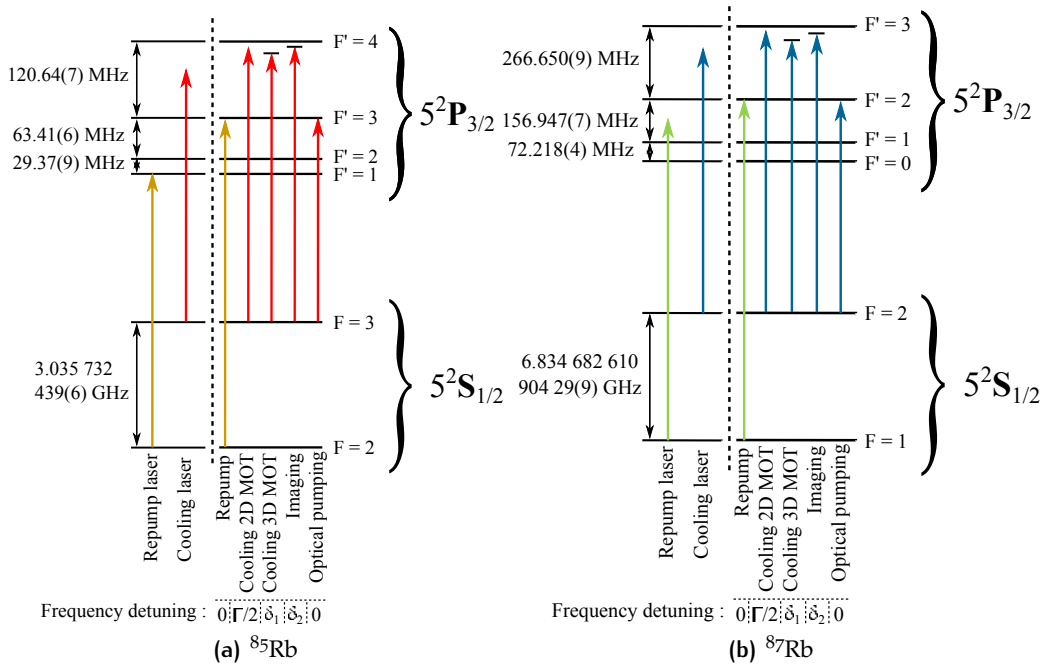 F' = 4
120.64(7) MHz
F' = 3
63.41(6) MHz
F' = 2
29.37(9) MHz
F' = 1
5²P₃/₂
F = 3
3.035 732
439(6) GHz
5²S₁/₂
F = 2
Repump laser
Cooling laser
Repump
Cooling 2D MOT
Cooling 3D MOT
Imaging
Optical pumping
Frequency detuning : 0 Γ/2 δ₁ δ₂ 0
(a) ⁸⁵Rb
F' = 3
266.650(9) MHz
F' = 2
156.947(7) MHz
F' = 1
72.218(4) MHz
F' = 0
5²P₃/₂
F = 2
6.834 682 610
904 29(9) GHz
5²S₁/₂
F = 1
Repump laser
Cooling laser
Repump
Cooling 2D MOT
Cooling 3D MOT
Imaging
Optical pumping
Frequency detuning : 0 Γ/2 δ₁ δ₂ 0
(b) ⁸⁷Rb